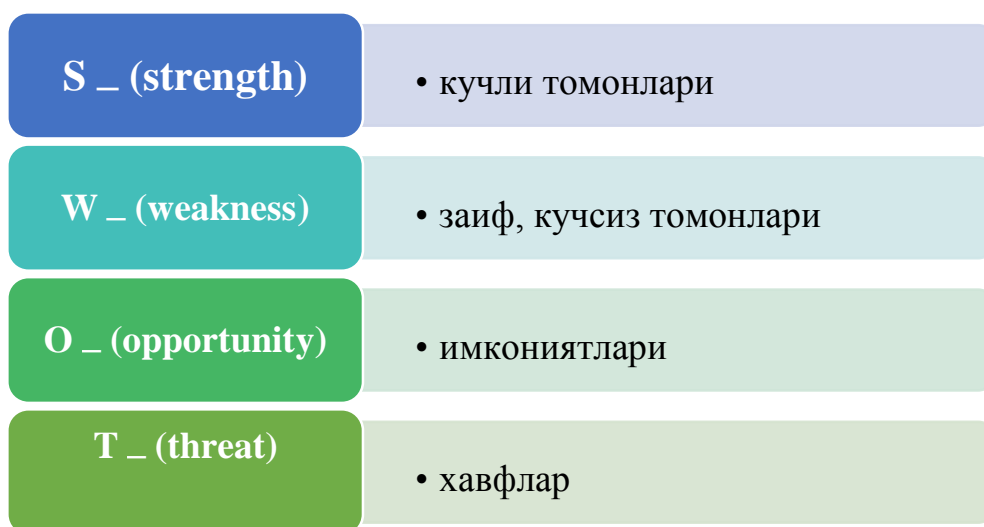 S _ (strength)
• кучли томонлари
W _ (weakness)
• заиф, кучсиз томонлари
O _ (opportunity)
• имкониятлари
T _ (threat)
• хавфлар